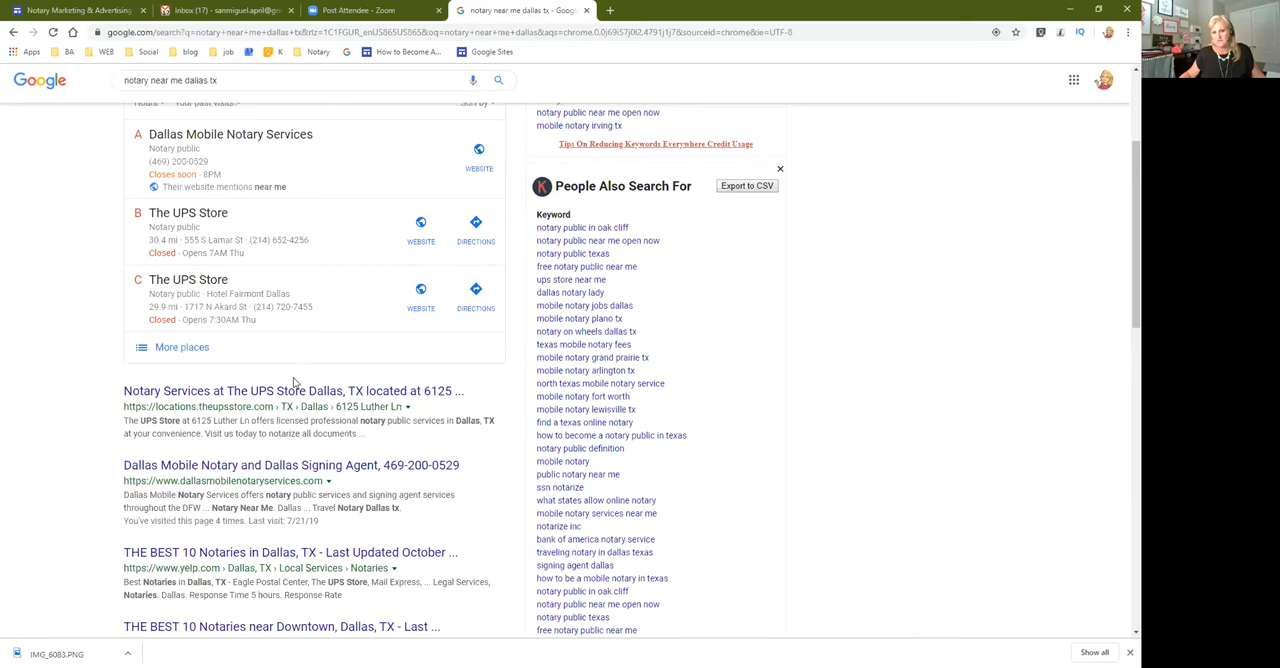 Notary Marketing & Advertising
Inbox (17) - sanmiguel.april@gm
Post Attendee - Zoom
notary near me dallas tx - Google
google.com/search?q=notary+near+me+dallas+tx&rlz=1C1FGUR_enUS865US865&oq=notary+near+me+dallas&aqs=chrome.0.0j69i57j0l2.4791j1j7&sourceid=chrome&ie=UTF-8
Apps BA WEB Social blog job K Notary How to Become A... Google Sites
Google
notary near me dallas tx
Hours Your past visits Sort by
A Dallas Mobile Notary Services
Notary public
(469) 200-0529
Closes soon · 8PM
Their website mentions near me
WEBSITE
B The UPS Store
Notary public
30.4 mi · 555 S Lamar St · (214) 652-4256
Closed · Opens 7AM Thu
WEBSITE DIRECTIONS
C The UPS Store
Notary public · Hotel Fairmont Dallas
29.9 mi · 1717 N Akard St · (214) 720-7455
Closed · Opens 7:30AM Thu
WEBSITE DIRECTIONS
More places
Notary Services at The UPS Store Dallas, TX located at 6125 ...
https://locations.theupsstore.com › TX › Dallas › 6125 Luther Ln
The UPS Store at 6125 Luther Ln offers licensed professional notary public services in Dallas, TX
at your convenience. Visit us today to notarize all documents ...
Dallas Mobile Notary and Dallas Signing Agent, 469-200-0529
https://www.dallasmobilenotaryservices.com
Dallas Mobile Notary Services offers notary public services and signing agent services
throughout the DFW ... Notary Near Me. Dallas ... Travel Notary Dallas tx.
You've visited this page 4 times. Last visit: 7/21/19
THE BEST 10 Notaries in Dallas, TX - Last Updated October ...
https://www.yelp.com › Dallas, TX › Local Services › Notaries
Best Notaries in Dallas, TX - Eagle Postal Center, The UPS Store, Mail Express, ... Legal Services,
Notaries. Dallas. Response Time 5 hours. Response Rate
THE BEST 10 Notaries near Downtown, Dallas, TX - Last ...
notary public near me open now
mobile notary irving tx
Tips On Reducing Keywords Everywhere Credit Usage
K People Also Search For
Export to CSV
Keyword
notary public in oak cliff
notary public near me open now
notary public texas
free notary public near me
ups store near me
dallas notary lady
mobile notary jobs dallas
mobile notary plano tx
notary on wheels dallas tx
texas mobile notary fees
mobile notary grand prairie tx
mobile notary arlington tx
north texas mobile notary service
mobile notary fort worth
mobile notary lewisville tx
find a texas online notary
how to become a notary public in texas
notary public definition
mobile notary
public notary near me
ssn notarize
what states allow online notary
mobile notary services near me
notarize inc
bank of america notary service
traveling notary in dallas texas
signing agent dallas
how to be a mobile notary in texas
notary public in oak cliff
notary public near me open now
notary public texas
free notary public near me
IMG_6083.PNG
Show all